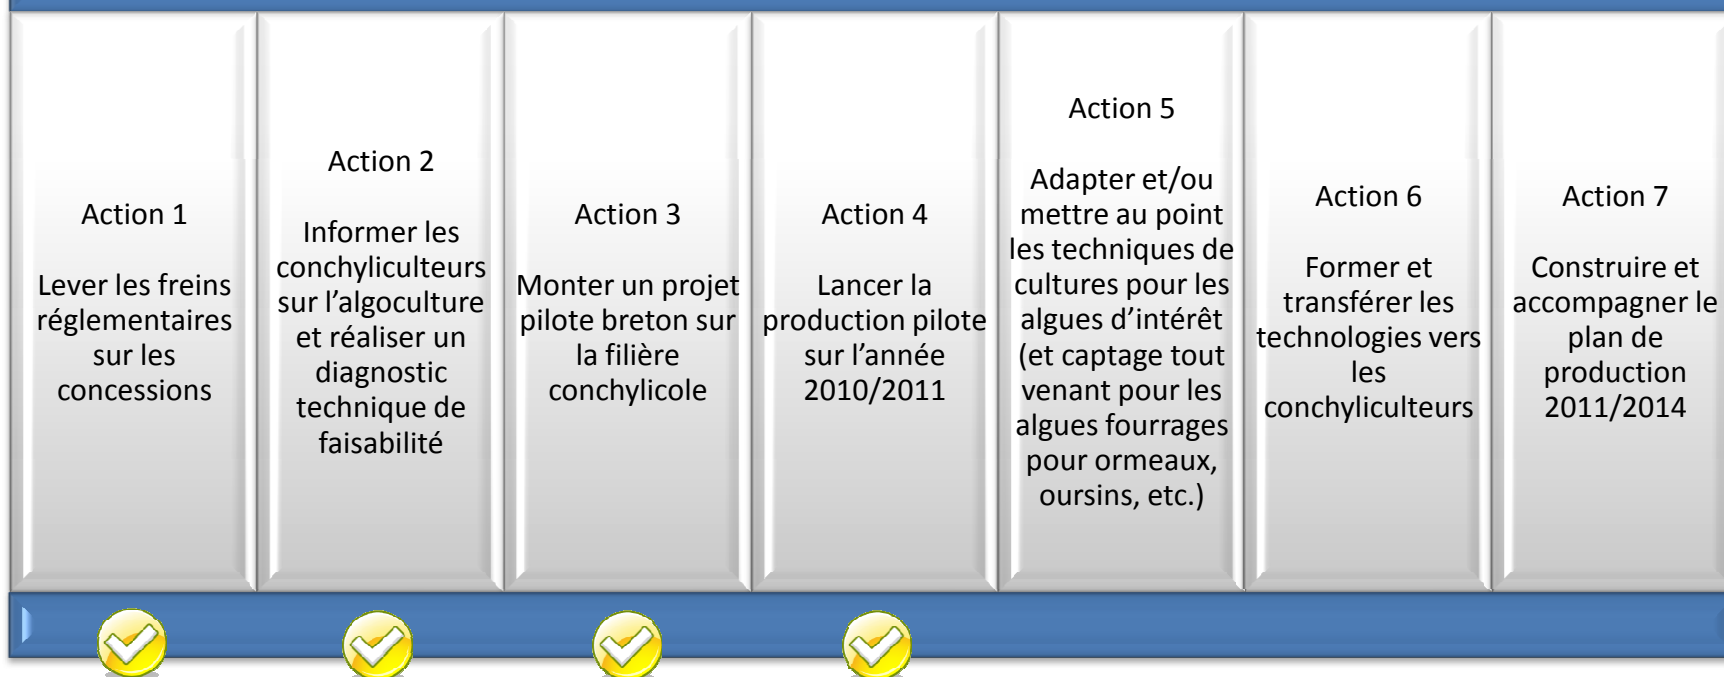 Action 1
Lever les freins
réglementaires
sur les
concessions
Action 2
Informer les
conchyliculteurs
sur l’algoculture
et réaliser un
diagnostic
technique de
faisabilité
Action 3
Monter un projet
pilote breton sur
la filière
conchylicole
Action 4
Lancer la
production pilote
sur l’année
2010/2011
Action 5
Adapter et/ou
mettre au point
les techniques de
cultures pour les
algues d’intérêt
(et captage tout
venant pour les
algues fourrages
pour ormeaux,
oursins, etc.)
Action 6
Former et
transférer les
technologies vers
les
conchyliculteurs
Action 7
Construire et
accompagner le
plan de
production
2011/2014